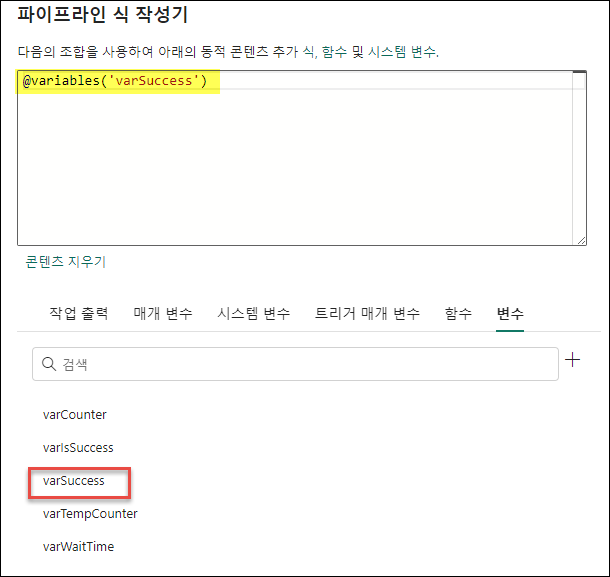 파이프라인 식 작성기
다음의 조합을 사용하여 아래의 동적 콘텐츠 추가 식, 함수 및 시스템 변수.
@variables('varSuccess')
콘텐츠 지우기
작업 출력 매개 변수 시스템 변수 트리거 매개 변수 함수 변수
검색
varCounter
varIsSuccess
varSuccess
varTempCounter
varWaitTime